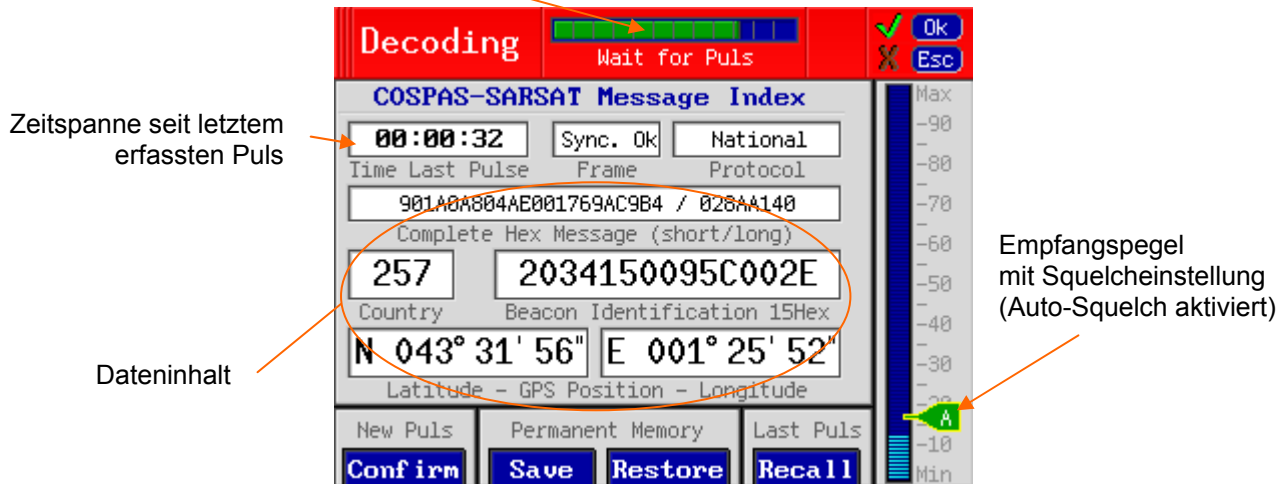 Decoding
Wait for Puls
Ok
Esc
COSPAS-SARSAT Message Index
00:00:32 Sync. Ok National
Time Last Pulse Frame Protocol
901A0A804AE001769AC9B4 / 028AA140
Complete Hex Message (short/long)
257 2034150095C002E
Country Beacon Identification 15Hex
N 043° 31' 56" E 001° 25' 52"
Latitude - GPS Position - Longitude
New Puls Permanent Memory Last Puls
Confirm Save Restore Recall
Max
-90
-80
-70
-60
-50
-40
-30
-20
A
-10
Min
Zeitspanne seit letztem
erfassten Puls
Dateninhalt
Empfangspegel
mit Squelcheinstellung
(Auto-Squelch aktiviert)